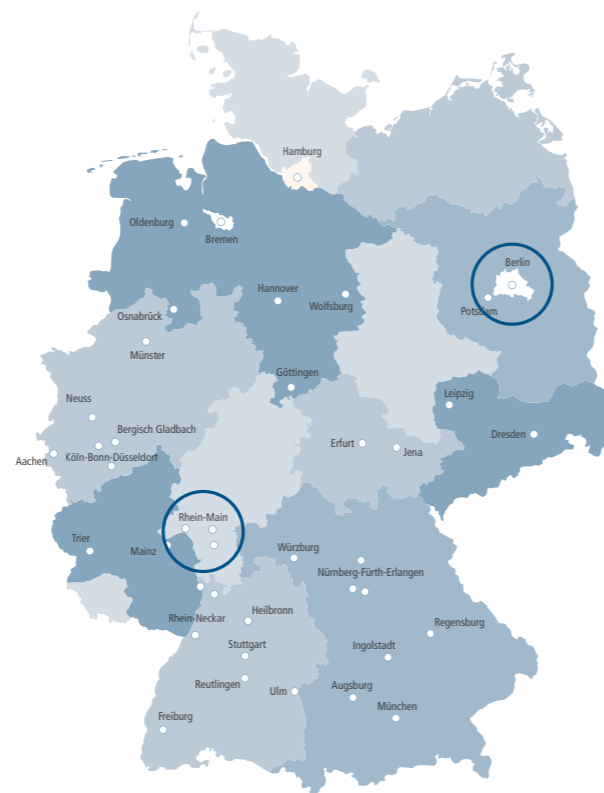 Hamburg
Oldenburg
Bremen
Berlin
Hannover
Wolfsburg
Potsdam
Osnabrück
Münster
Göttingen
Neuss
Leipzig
Bergisch Gladbach
Dresden
Erfurt
Jena
Aachen
Köln-Bonn-Düsseldorf
Rhein-Main
Trier
Mainz
Würzburg
Nürnberg-Fürth-Erlangen
Rhein-Neckar
Heilbronn
Regensburg
Stuttgart
Ingolstadt
Reutlingen
Ulm
Augsburg
München
Freiburg